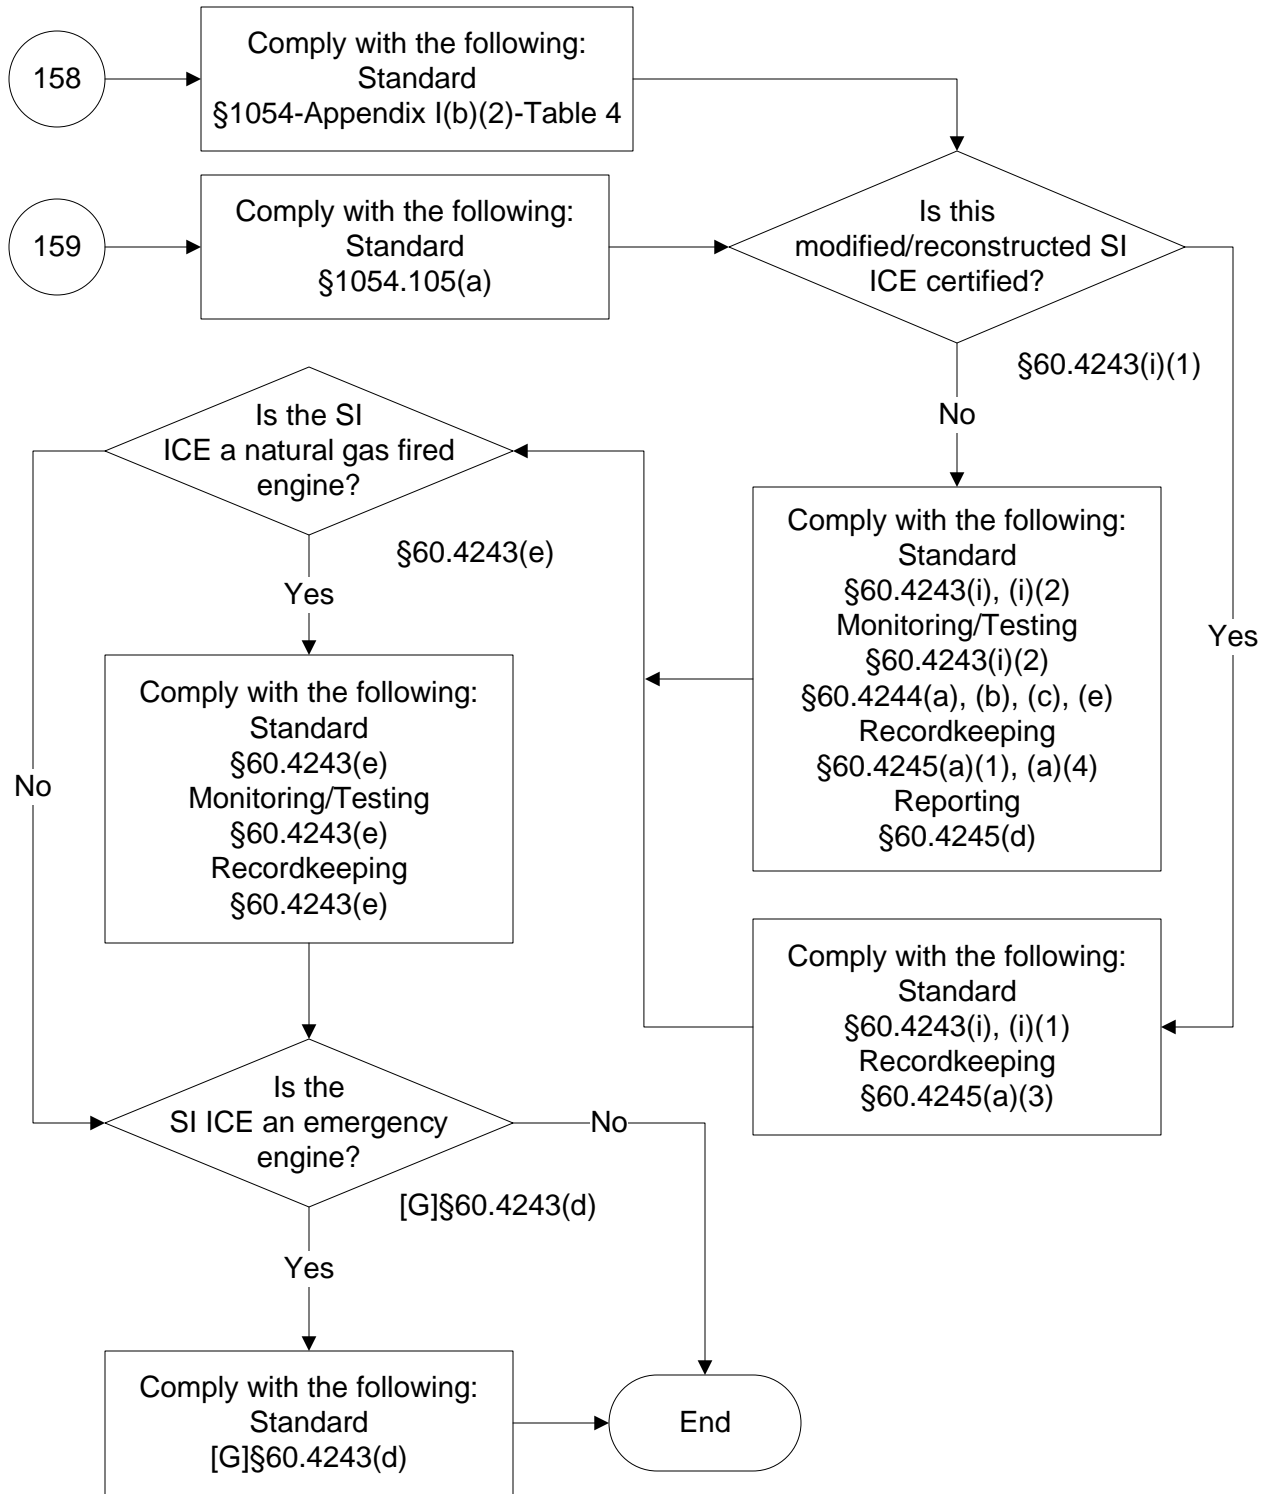 158
Comply with the following:
Standard
§1054-Appendix I(b)(2)-Table 4
159
Comply with the following:
Standard
§1054.105(a)
Is this
modified/reconstructed SI
ICE certified?
§60.4243(i)(1)
No
Yes
Comply with the following:
Standard
§60.4243(i), (i)(2)
Monitoring/Testing
§60.4243(i)(2)
§60.4244(a), (b), (c), (e)
Recordkeeping
§60.4245(a)(1), (a)(4)
Reporting
§60.4245(d)
Comply with the following:
Standard
§60.4243(i), (i)(1)
Recordkeeping
§60.4245(a)(3)
Is the SI
ICE a natural gas fired
engine?
§60.4243(e)
Yes
No
Comply with the following:
Standard
§60.4243(e)
Monitoring/Testing
§60.4243(e)
Recordkeeping
§60.4243(e)
Is the
SI ICE an emergency
engine?
No
[G]§60.4243(d)
Yes
Comply with the following:
Standard
[G]§60.4243(d)
End